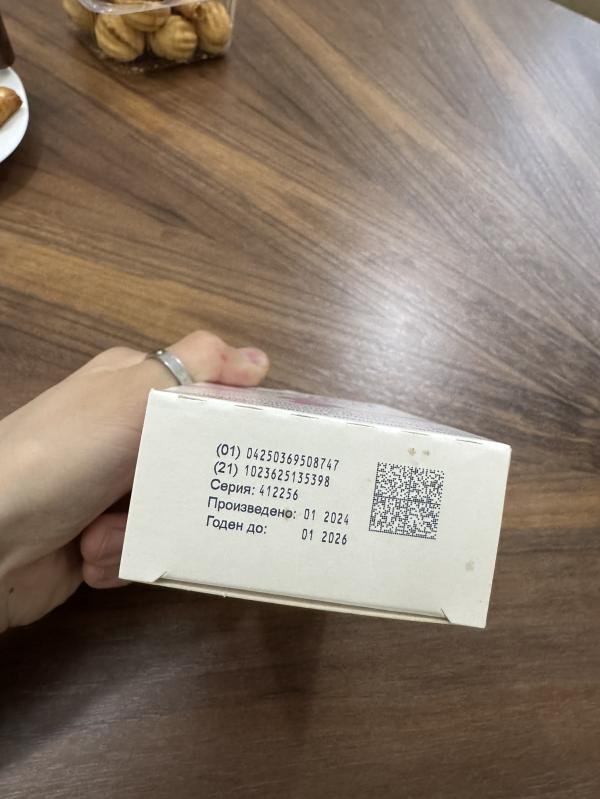 (01) 04250369508747
(21) 1023625135398
Серия: 412256
Произведено: 01 2024
Годен до: 01 2026